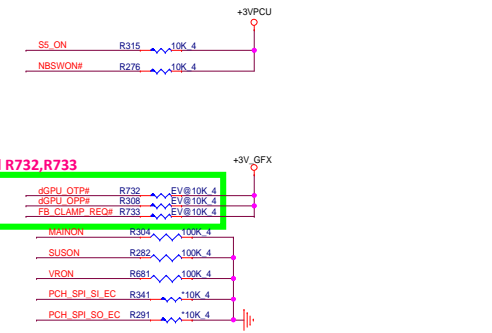 +3VPCU
S5_ON R315 10K_4
NBSWON# R276 10K_4
R732,R733
+3V_GFX
dGPU_OTP# R732 EV@10K_4
dGPU_OPP# R308 EV@10K_4
FB_CLAMP_REQ# R733 EV@10K_4
MAINON R304 100K_4
SUSON R282 100K_4
VRON R681 100K_4
PCH_SPI_SI_EC R341 *10K_4
PCH_SPI_SO_EC R291 *10K_4